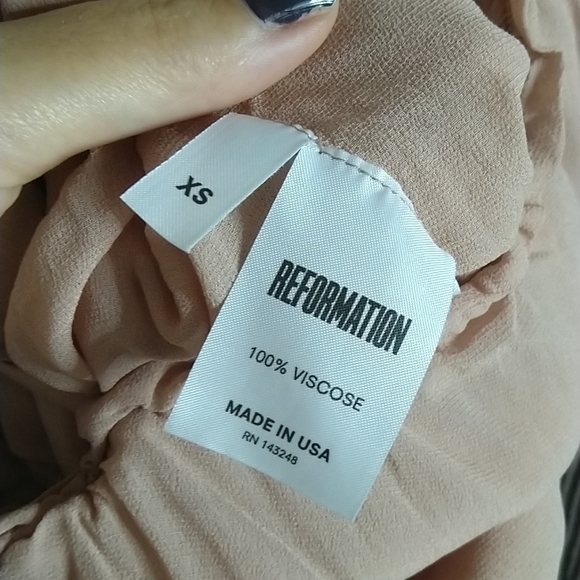 XS
REFORMATION
100% VISCOSE
MADE IN USA
RN 143248